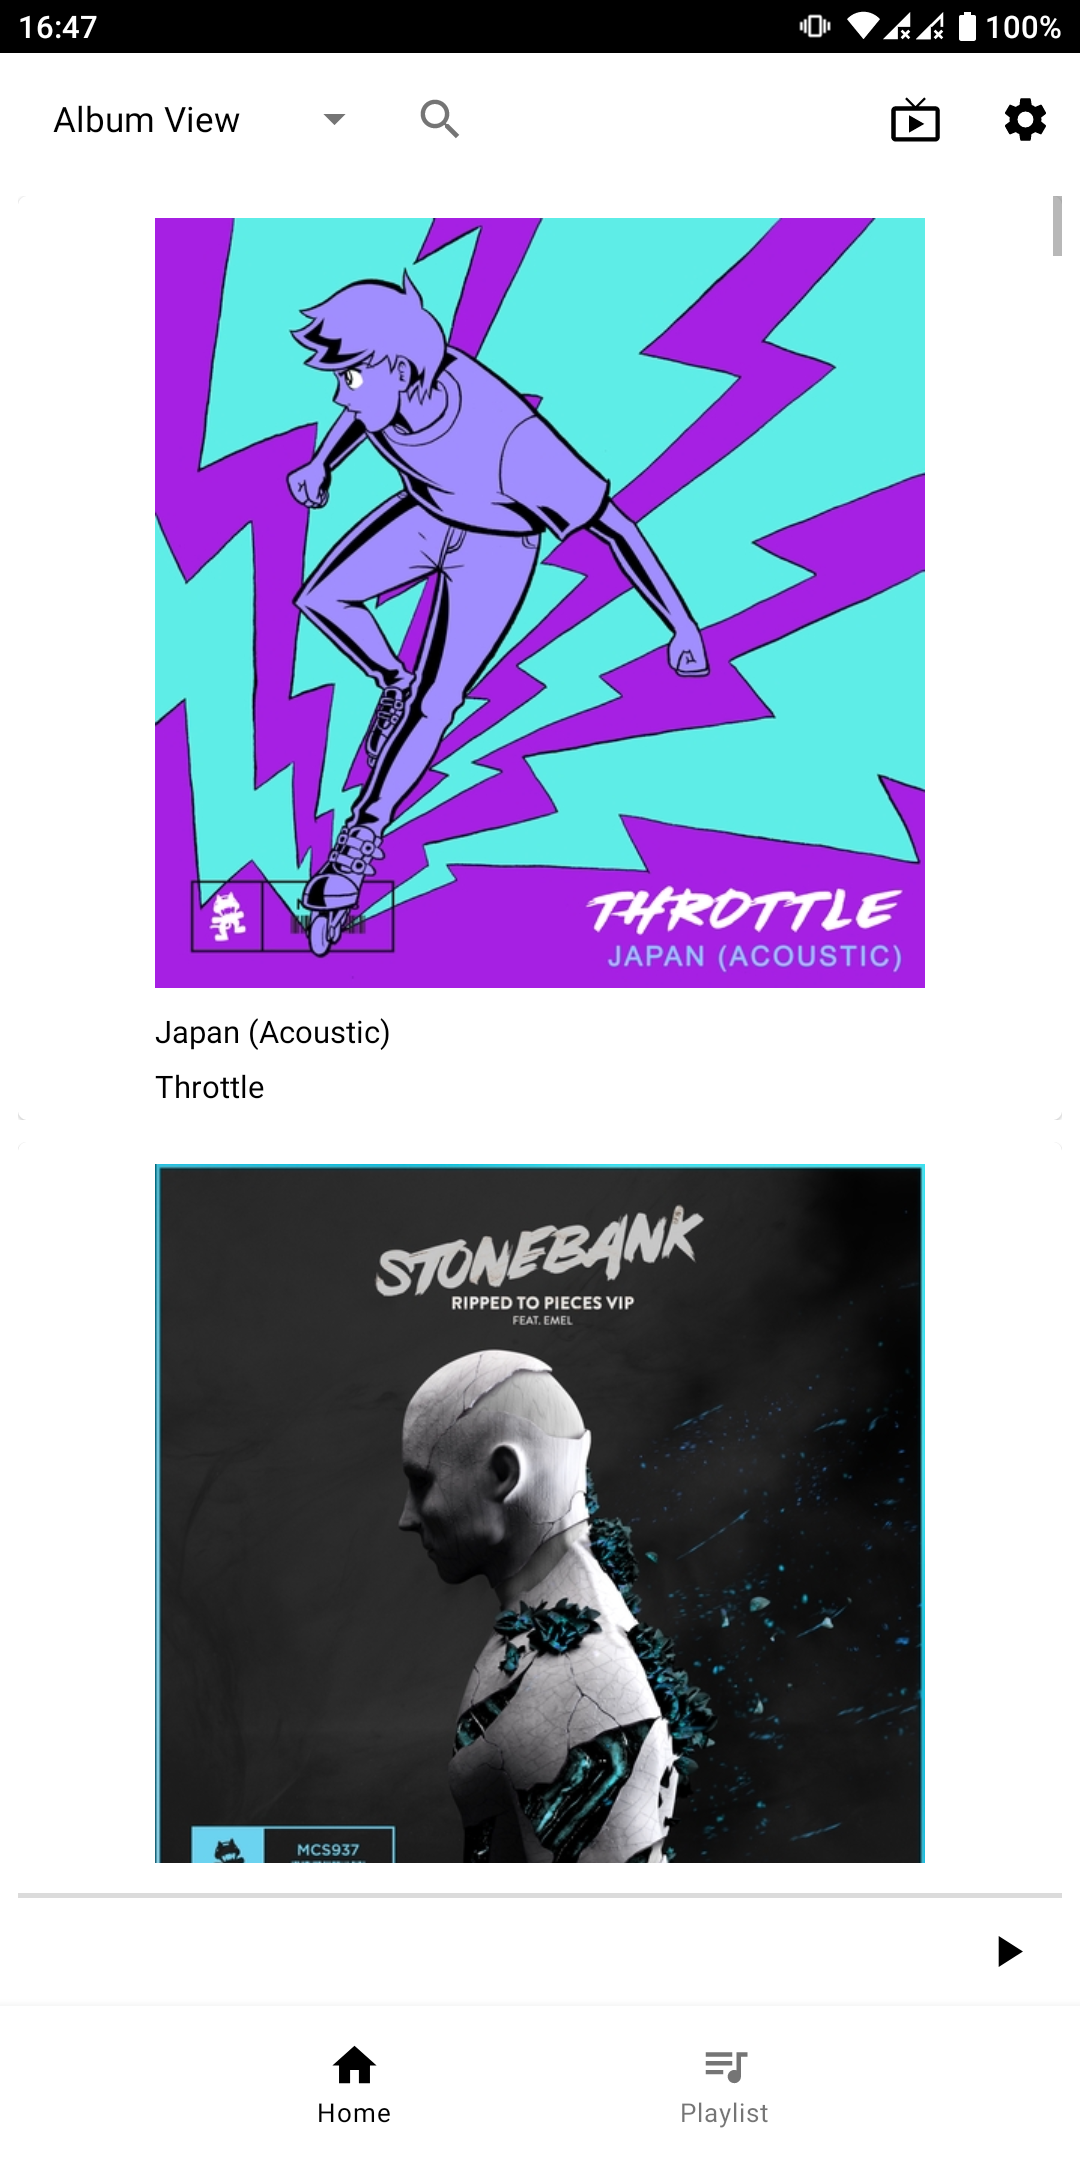 16:47
100%
Album View
THROTTLE
JAPAN (ACOUSTIC)
Japan (Acoustic)
Throttle
STONEBANK
RIPPED TO PIECES VIP
FEAT. EMEL
MCS937
Home
Playlist